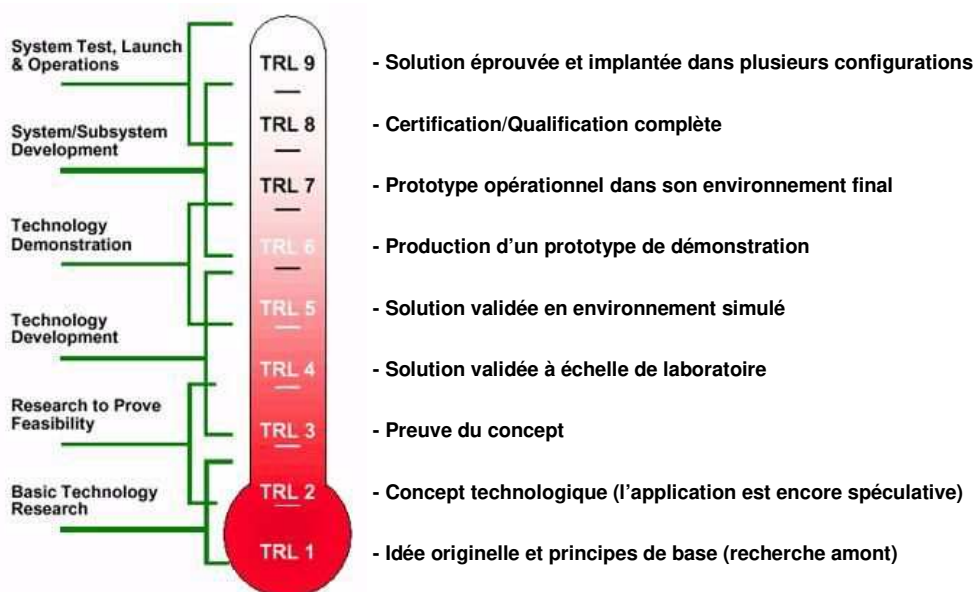 System Test, Launch
& Operations
TRL 9
- Solution éprouvée et implantée dans plusieurs configurations
System/Subsystem
Development
TRL 8
- Certification/Qualification complète
TRL 7
- Prototype opérationnel dans son environnement final
Technology
Demonstration
TRL 6
- Production d’un prototype de démonstration
Technology
Development
TRL 5
- Solution validée en environnement simulé
TRL 4
- Solution validée à échelle de laboratoire
Research to Prove
Feasibility
TRL 3
- Preuve du concept
Basic Technology
Research
TRL 2
- Concept technologique (l’application est encore spéculative)
TRL 1
- Idée originelle et principes de base (recherche amont)